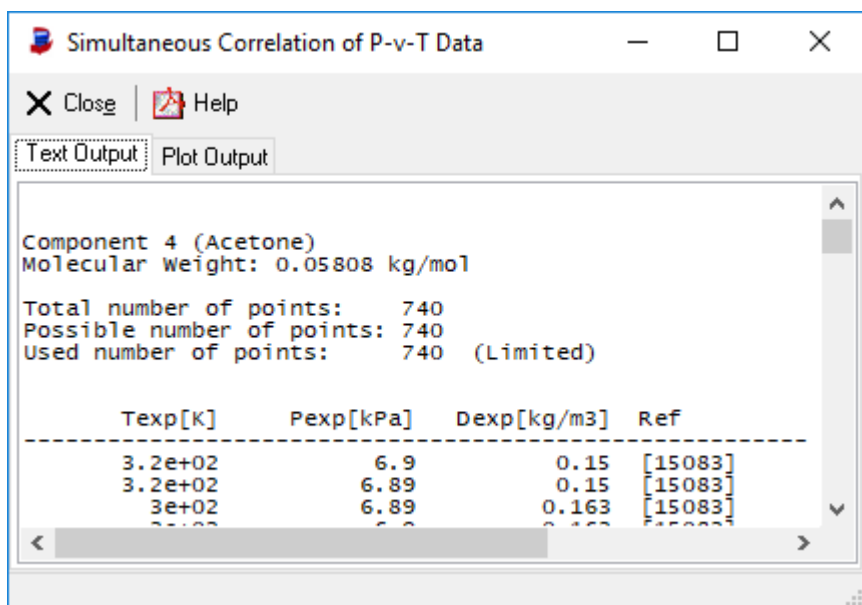 Simultaneous Correlation of P-v-T Data
Close Help
Text Output Plot Output
Component 4 (Acetone)
Molecular Weight: 0.05808 kg/mol
Total number of points: 740
Possible number of points: 740
Used number of points: 740 (Limited)
Texp[K] Pexp[kPa] Dexp[kg/m3] Ref
-----------------------------------------------------
3.2e+02 6.9 0.15 [15083]
3.2e+02 6.89 0.15 [15083]
3e+02 6.89 0.163 [15083]